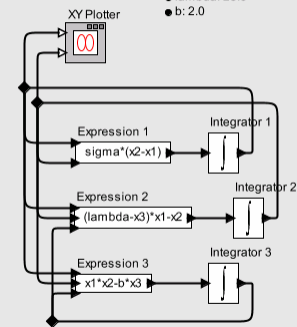 b: 2.0
XY Plotter
Integrator 1
Expression 1
sigma*(x2-x1)
Integrator 2
Expression 2
(lambda-x3)*x1-x2
Integrator 3
Expression 3
x1*x2-b*x3